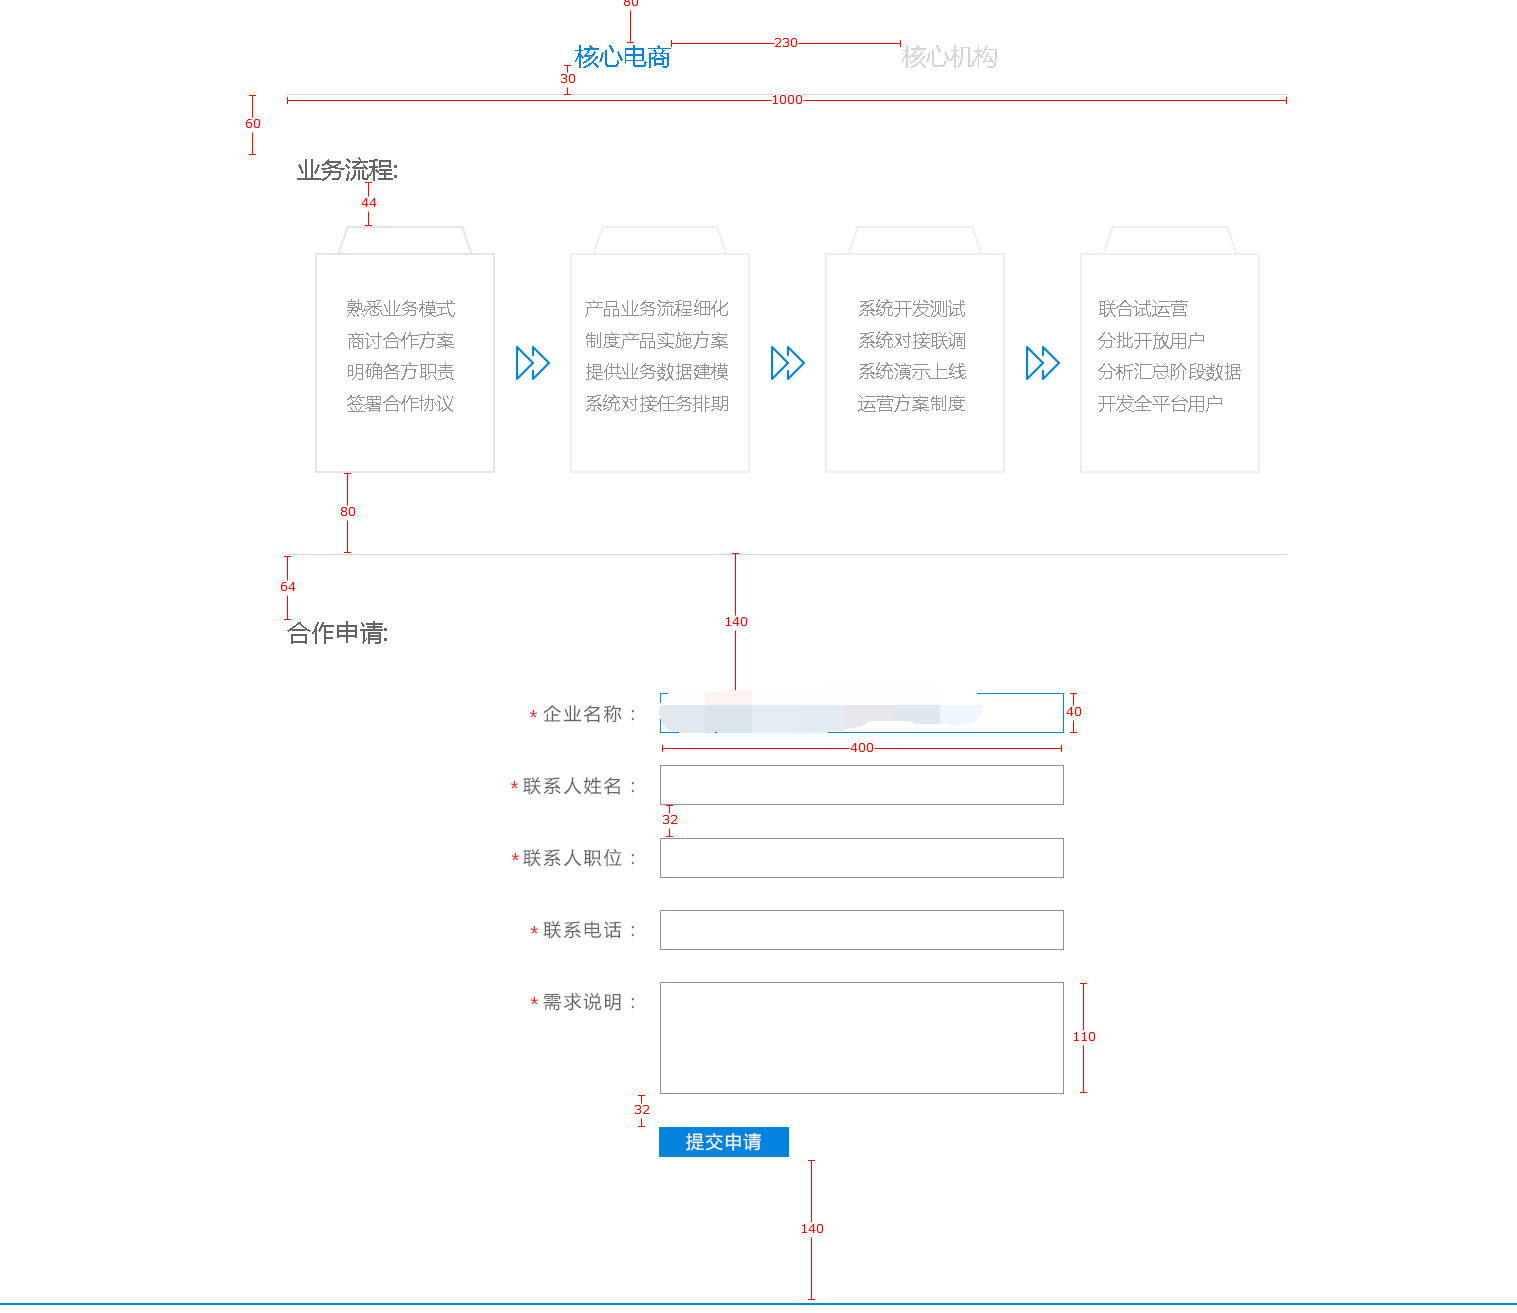 80
核心电商
230
核心机构
30
1000
60
业务流程:
44
熟悉业务模式
商讨合作方案
明确各方职责
签署合作协议
产品业务流程细化
制度产品实施方案
提供业务数据建模
系统对接任务排期
系统开发测试
系统对接联调
系统演示上线
运营方案制度
联合试运营
分批开放用户
分析汇总阶段数据
开发全平台用户
80
64
140
合作申请:
*企业名称：
40
400
*联系人姓名：
32
*联系人职位：
*联系电话：
*需求说明：
110
32
提交申请
140